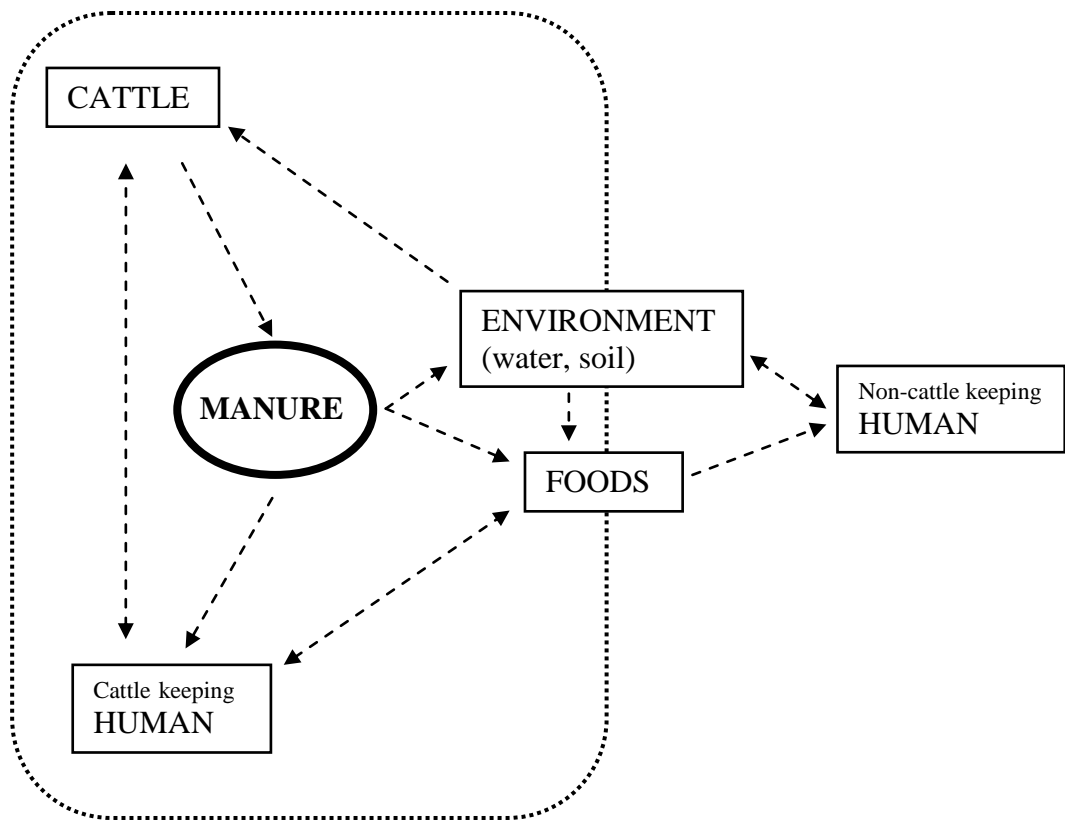 CATTLE
ENVIRONMENT
(water, soil)
MANURE
Non-cattle keeping
HUMAN
FOODS
Cattle keeping
HUMAN